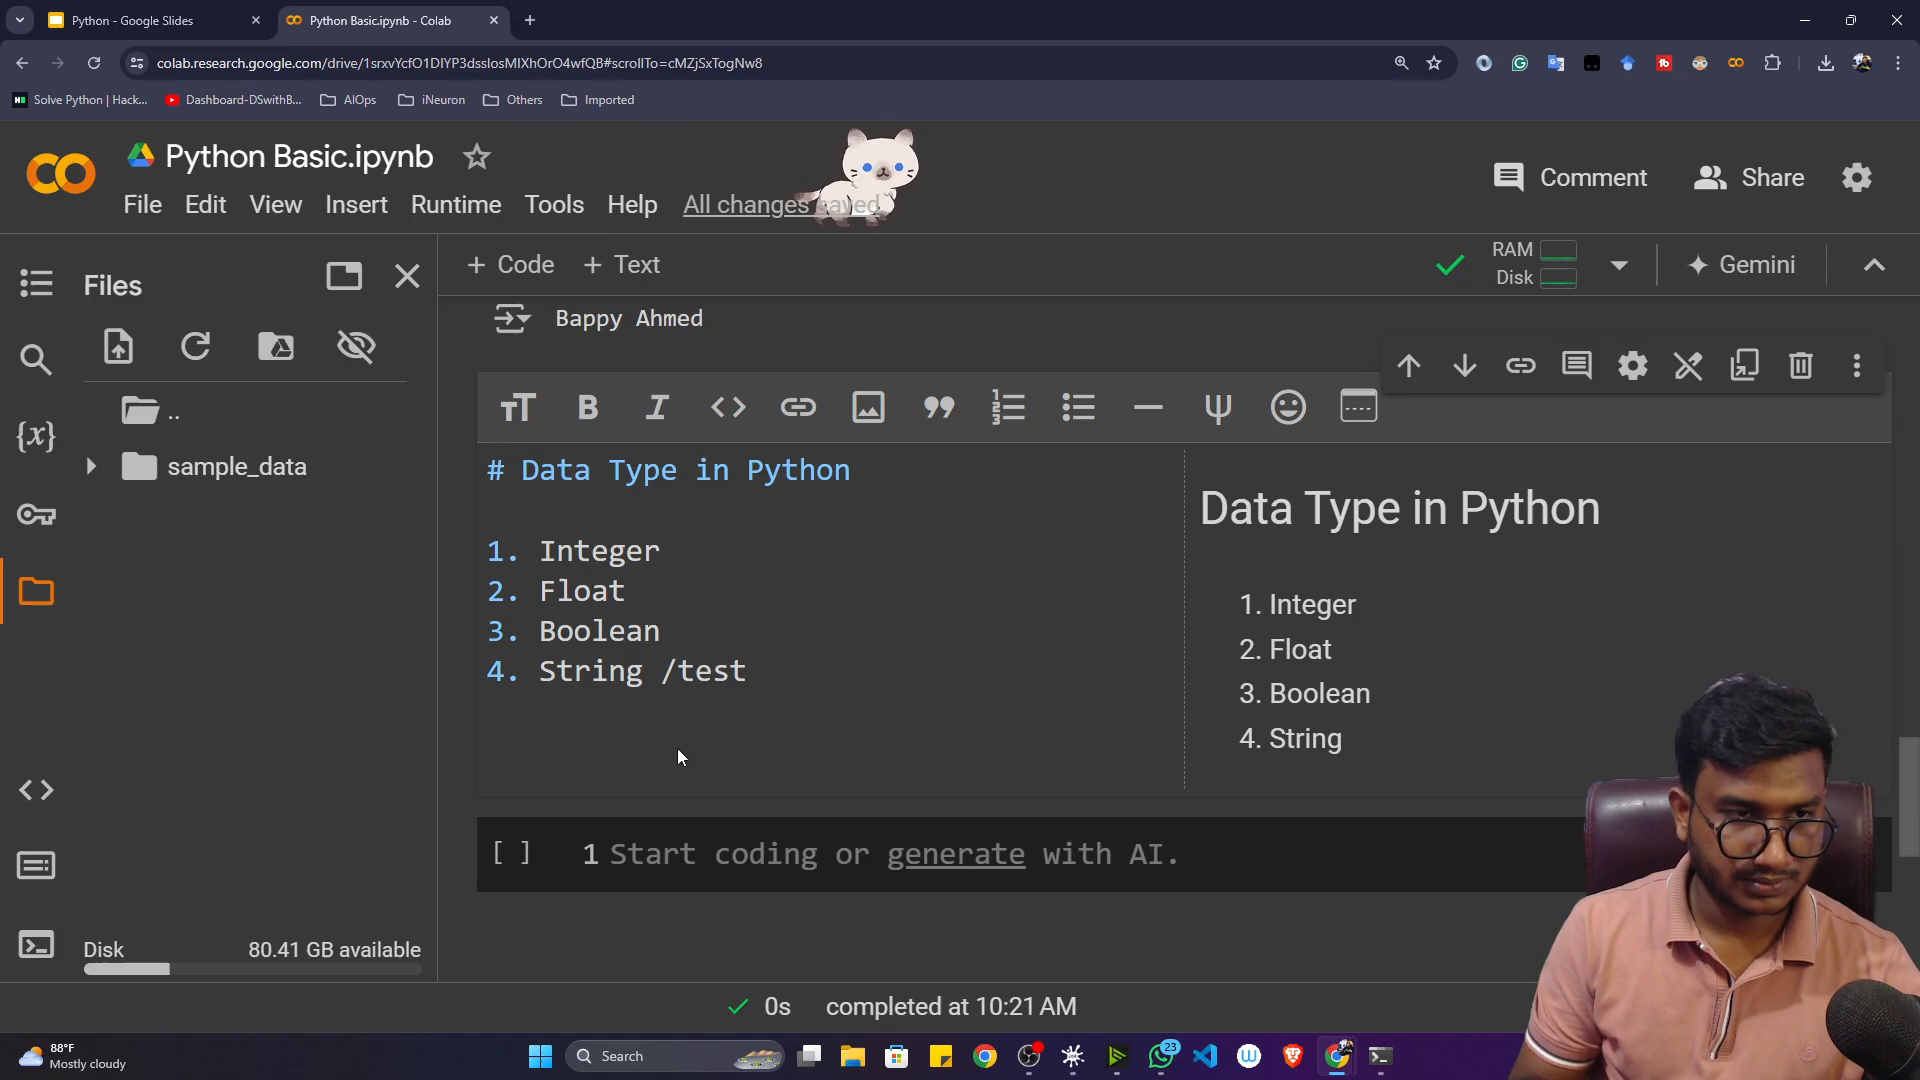 Python - Google Slides
Python Basic.ipynb - Colab
colab.research.google.com/drive/1srxvYcfO1DIYP3dssIosMIXhOrO4wfQB#scrollTo=cMZjSxTogNw8
Solve Python | Hack...
Dashboard-DSwithB...
AIOps
iNeuron
Others
Imported
Python Basic.ipynb
Comment
Share
File Edit View Insert Runtime Tools Help All changes saved
Files
+ Code + Text
RAM
Disk
Gemini
Bappy Ahmed
..
sample_data
# Data Type in Python
1. Integer
2. Float
3. Boolean
4. String /test
Data Type in Python
1. Integer
2. Float
3. Boolean
4. String
[ ] 1 Start coding or generate with AI.
Disk 80.41 GB available
0s completed at 10:21 AM
88°F
Mostly cloudy
Search
23